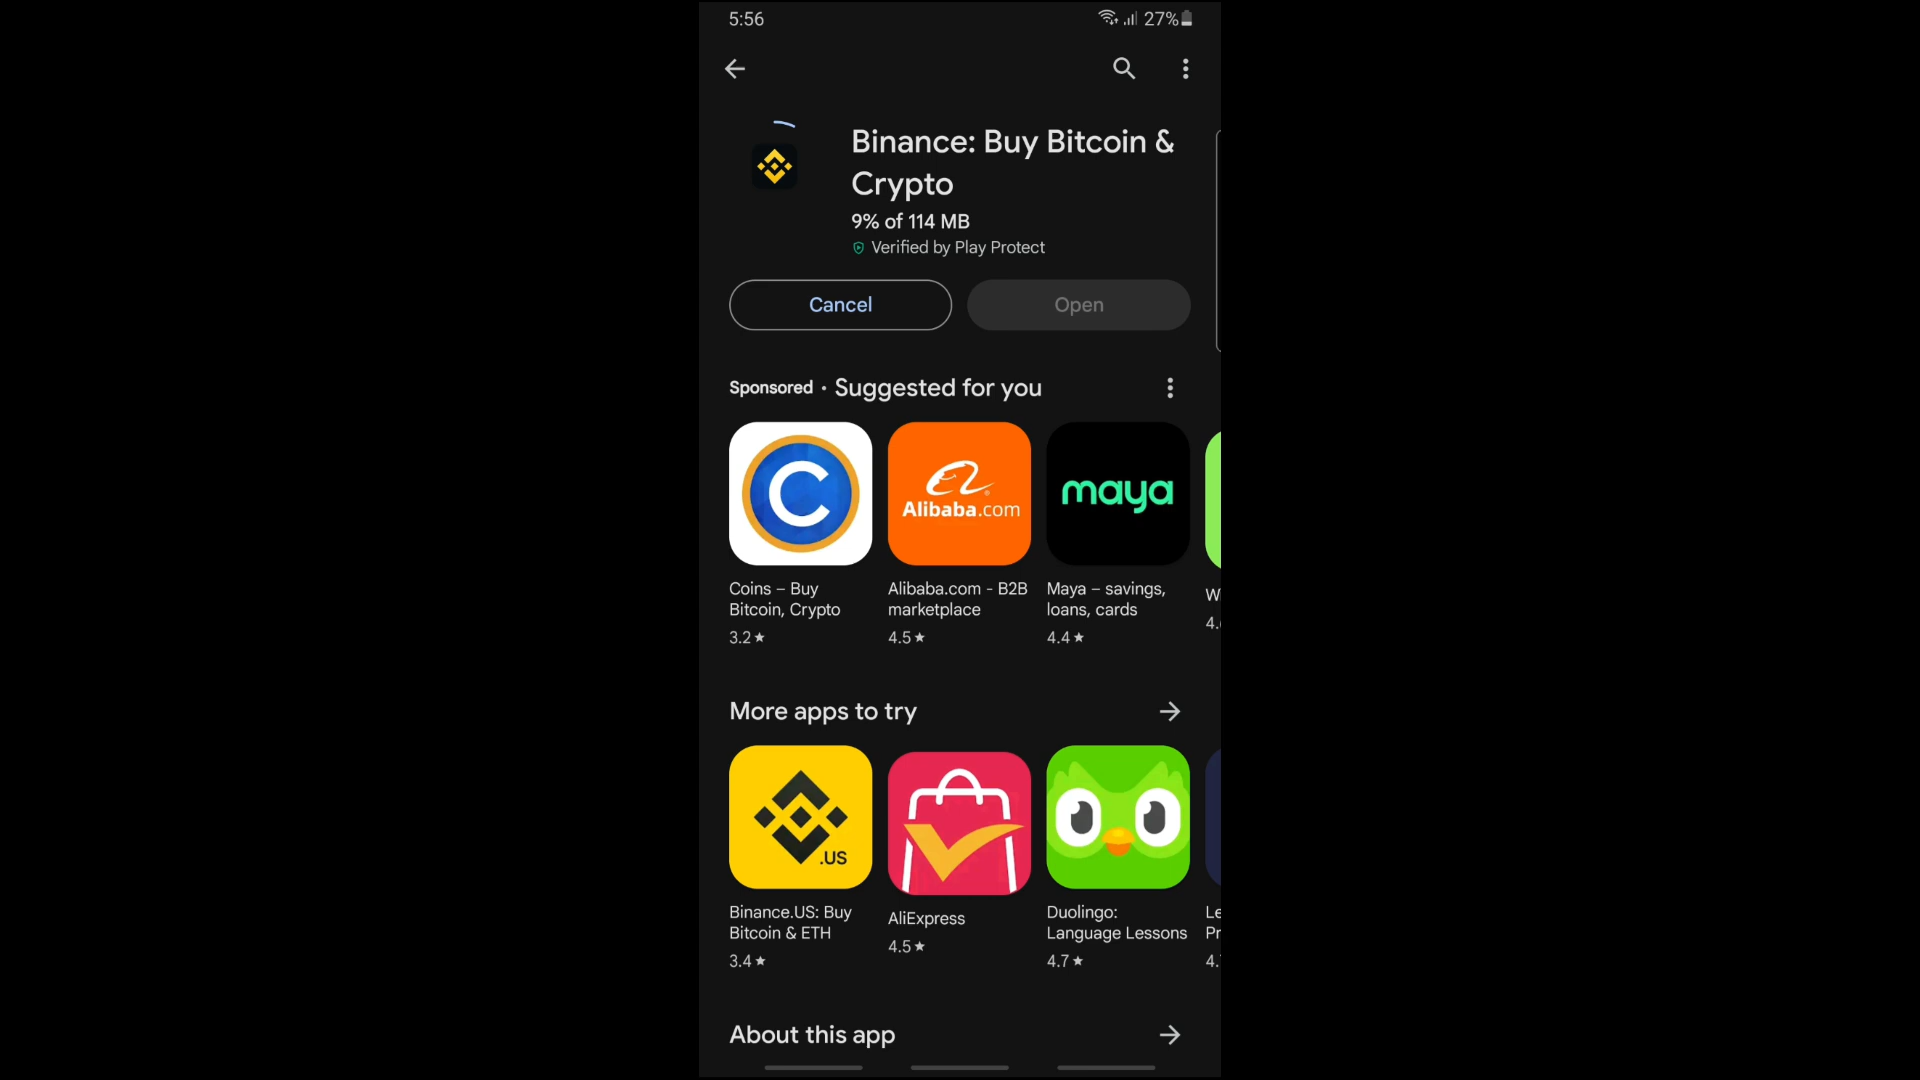 5:56
27%
Binance: Buy Bitcoin &
Crypto
9% of 114 MB
Verified by Play Protect
Cancel
Open
Sponsored • Suggested for you
C
Alibaba.com
maya
Coins – Buy
Bitcoin, Crypto
3.2★
Alibaba.com - B2B
marketplace
4.5★
Maya – savings,
loans, cards
4.4★
More apps to try
.US
Binance.US: Buy
Bitcoin & ETH
3.4★
AliExpress
4.5★
Duolingo:
Language Lessons
4.7★
About this app